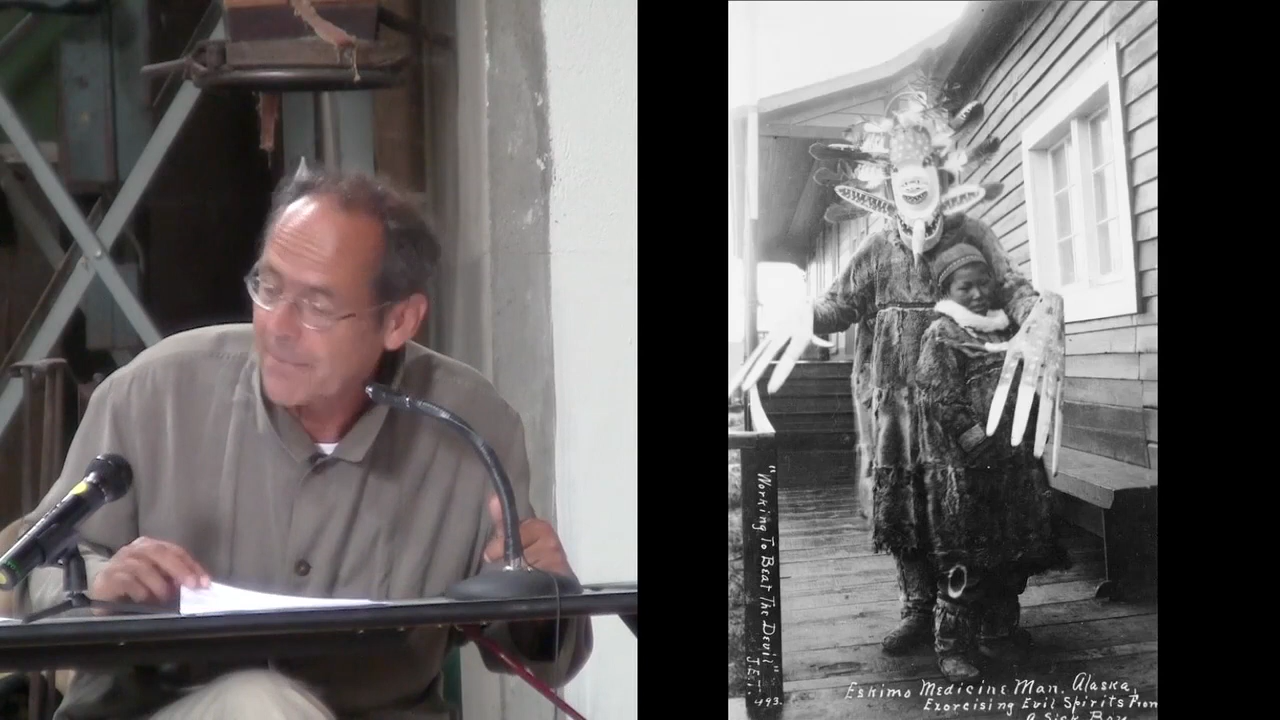 "Working To Beat The Devil"
J.E.T.
493.
Eskimo Medicine Man, Alaska,
Exorcising Evil Spirits From
a Sick Boy